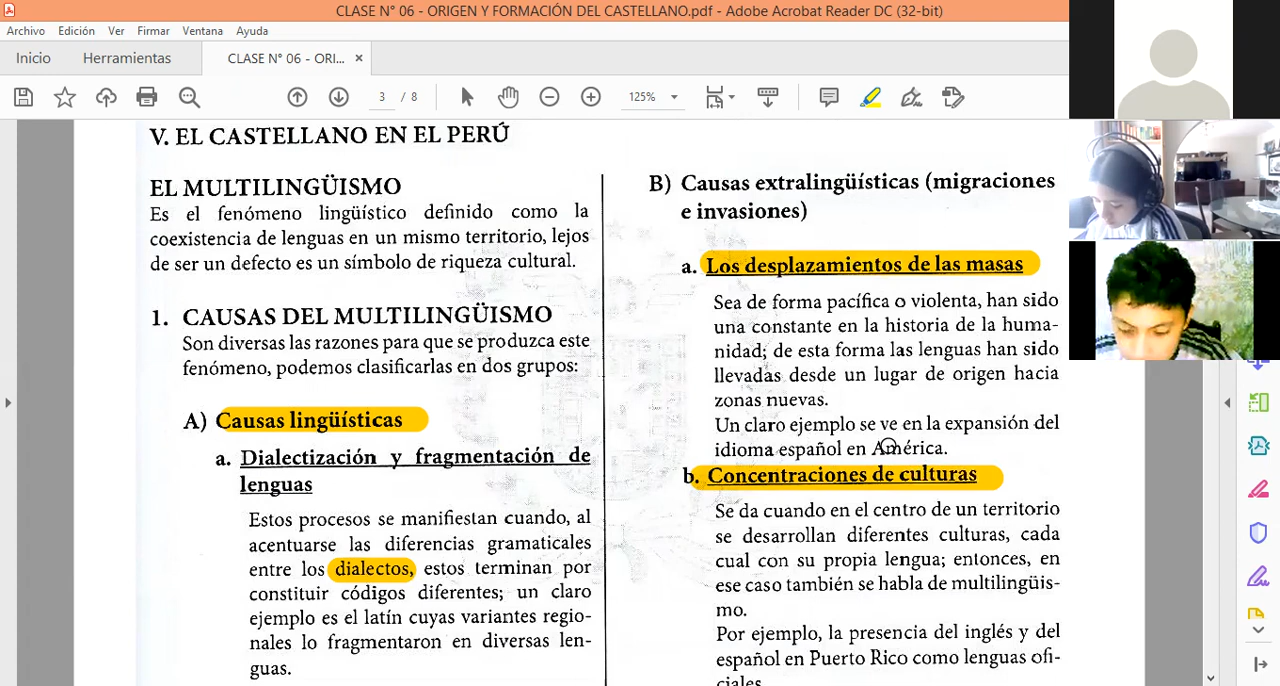 CLASE N° 06 - ORIGEN Y FORMACIÓN DEL CASTELLANO.pdf - Adobe Acrobat Reader DC (32-bit)
Archivo Edición Ver Firmar Ventana Ayuda
Inicio Herramientas CLASE N° 06 - ORI... ×
3 / 8 125%
V. EL CASTELLANO EN EL PERÚ
EL MULTILINGÜISMO
Es el fenómeno lingüístico definido como la
coexistencia de lenguas en un mismo territorio, lejos
de ser un defecto es un símbolo de riqueza cultural.
1. CAUSAS DEL MULTILINGÜISMO
Son diversas las razones para que se produzca este
fenómeno, podemos clasificarlas en dos grupos:
A) Causas lingüísticas
a. Dialectización y fragmentación de
lenguas
Estos procesos se manifiestan cuando, al
acentuarse las diferencias gramaticales
entre los dialectos, estos terminan por
constituir códigos diferentes; un claro
ejemplo es el latín cuyas variantes regio-
nales lo fragmentaron en diversas len-
guas.
B) Causas extralingüísticas (migraciones
e invasiones)
a. Los desplazamientos de las masas
Sea de forma pacífica o violenta, han sido
una constante en la historia de la huma-
nidad; de esta forma las lenguas han sido
llevadas desde un lugar de origen hacia
zonas nuevas.
Un claro ejemplo se ve en la expansión del
idioma español en América.
b. Concentraciones de culturas
Se da cuando en el centro de un territorio
se desarrollan diferentes culturas, cada
cual con su propia lengua; entonces, en
ese caso también se habla de multilingüis-
mo.
Por ejemplo, la presencia del inglés y del
español en Puerto Rico como lenguas ofi-
ciales.